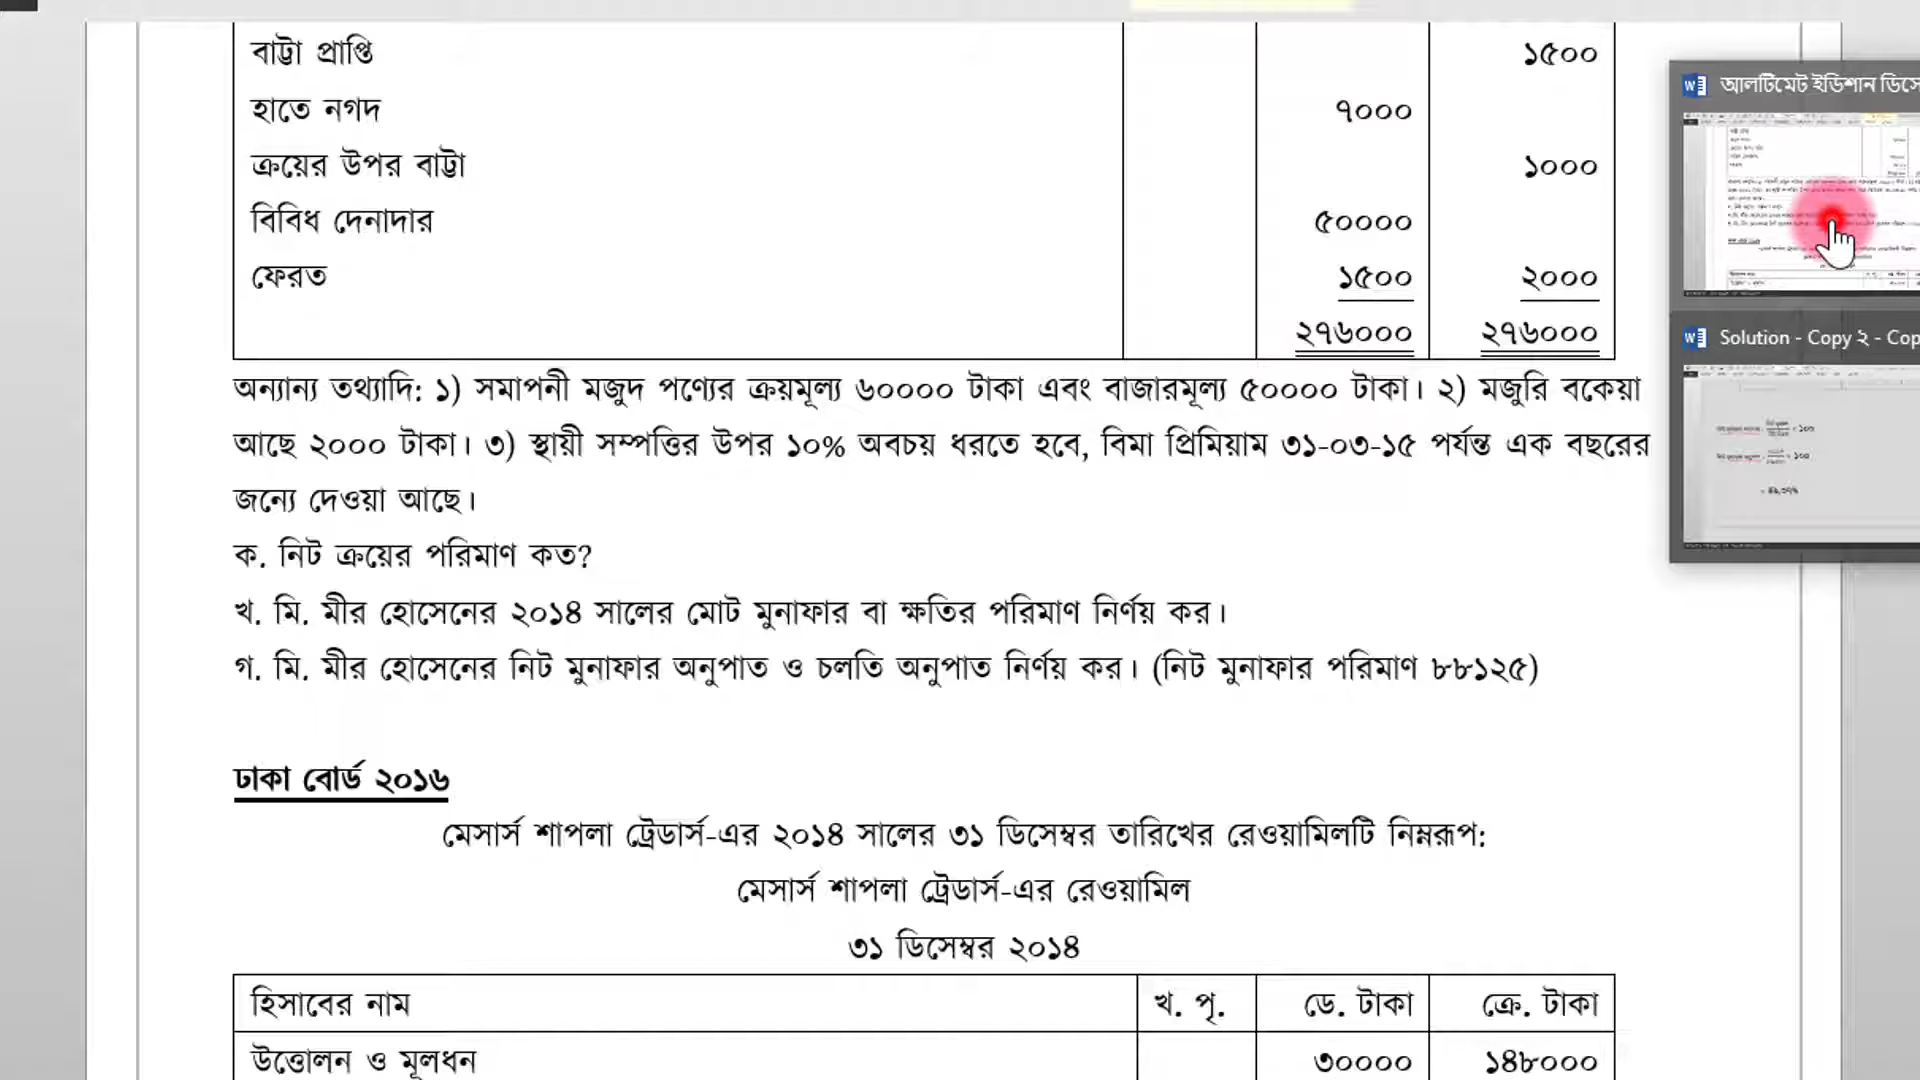 বাট্টা প্রাপ্তি ১৫০০
হাতে নগদ ৭০০০
ক্রয়ের উপর বাট্টা ১০০০
বিবিধ দেনাদার ৫০০০০
ফেরত ১৫০০ ২০০০
২৭৬০০০ ২৭৬০০০
অন্যান্য তথ্যাদি: ১) সমাপনী মজুদ পণ্যের ক্রয়মূল্য ৬০০০০ টাকা এবং বাজারমূল্য ৫০০০০ টাকা। ২) মজুরি বকেয়া
আছে ২০০০ টাকা। ৩) স্থায়ী সম্পত্তির উপর ১০% অবচয় ধরতে হবে, বিমা প্রিমিয়াম ৩১-০৩-১৫ পর্যন্ত এক বছরের
জন্যে দেওয়া আছে।
ক. নিট ক্রয়ের পরিমাণ কত?
খ. মি. মীর হোসেনের ২০১৪ সালের মোট মুনাফার বা ক্ষতির পরিমাণ নির্ণয় কর।
গ. মি. মীর হোসেনের নিট মুনাফার অনুপাত ও চলতি অনুপাত নির্ণয় কর। (নিট মুনাফার পরিমাণ ৮৮১২৫)
ঢাকা বোর্ড ২০১৬
মেসার্স শাপলা ট্রেডার্স-এর ২০১৪ সালের ৩১ ডিসেম্বর তারিখের রেওয়ামিলটি নিম্নরূপ:
মেসার্স শাপলা ট্রেডার্স-এর রেওয়ামিল
৩১ ডিসেম্বর ২০১৪
হিসাবের নাম খ. পৃ. ডে. টাকা ক্রে. টাকা
উত্তোলন ও মূলধন ৩০০০০ ১৪৮০০০
আলটিমেট ইডিশান ডিসে
Solution - Copy ২ - Cop